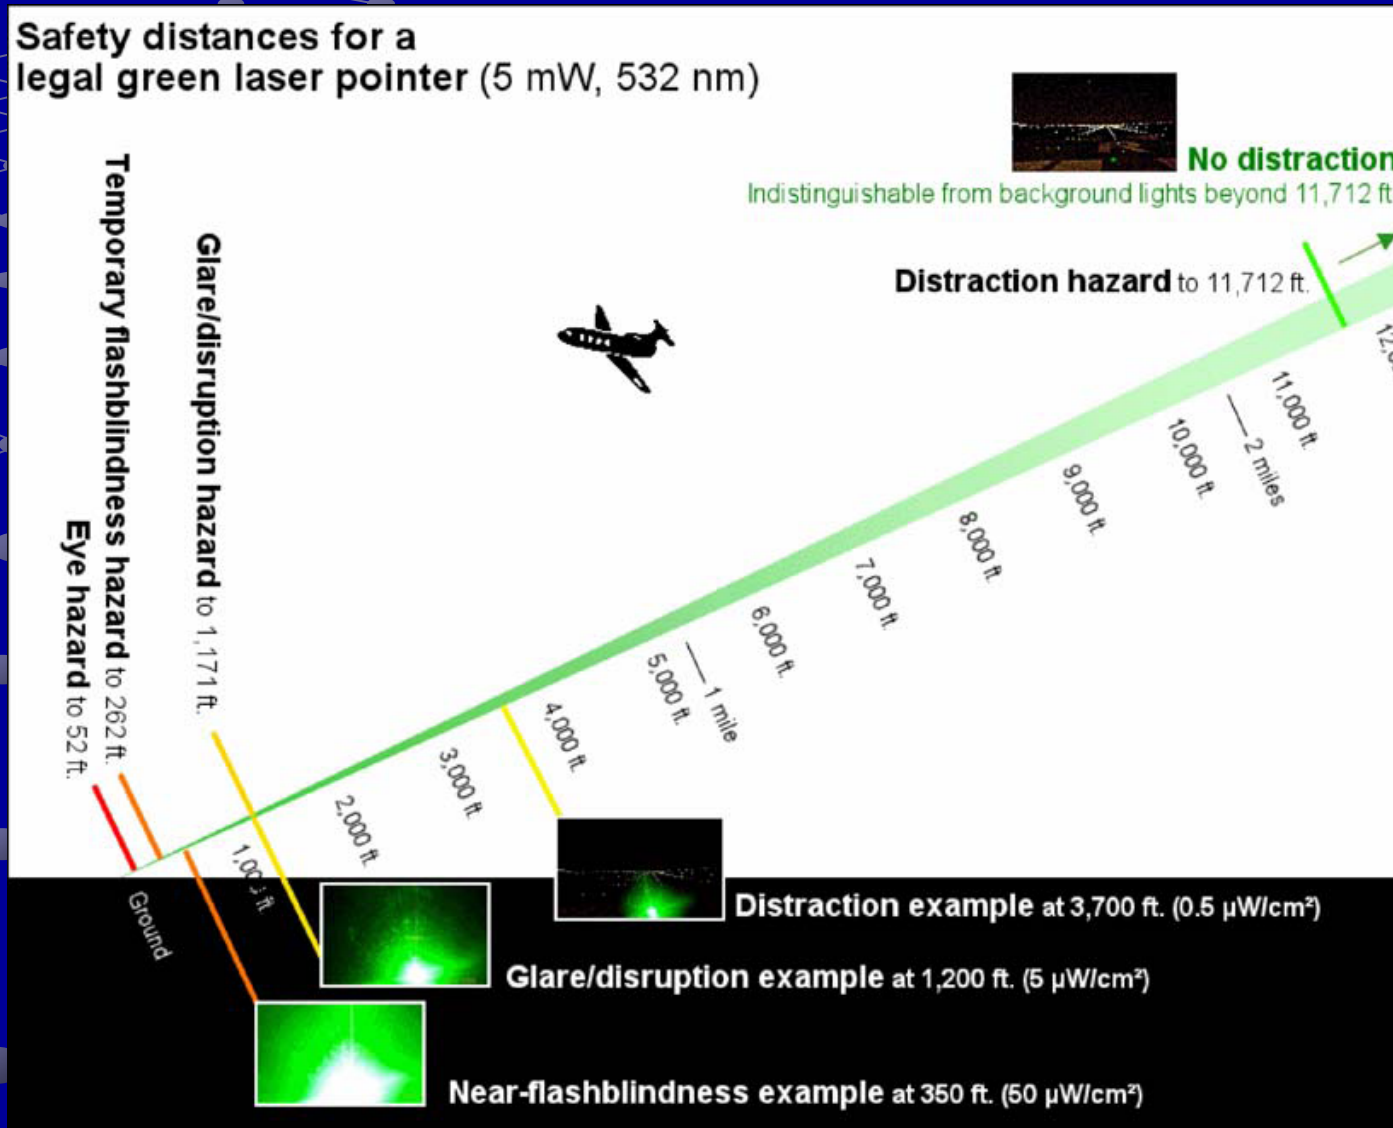 Safety distances for a
legal green laser pointer (5 mW, 532 nm)
No distraction
Indistinguishable from background lights beyond 11,712 ft
Distraction hazard to 11,712 ft.
Glare/disruption hazard to 1,171 ft.
Temporary flashblindness hazard to 262 ft.
Eye hazard to 52 ft.
Ground
2,000 ft.
3,000 ft.
4,000 ft.
5,000 ft.
1 mile
6,000 ft.
7,000 ft.
8,000 ft.
9,000 ft.
10,000 ft.
2 miles
11,000 ft.
Distraction example at 3,700 ft. (0.5 µW/cm²)
Glare/disruption example at 1,200 ft. (5 µW/cm²)
Near-flashblindness example at 350 ft. (50 µW/cm²)